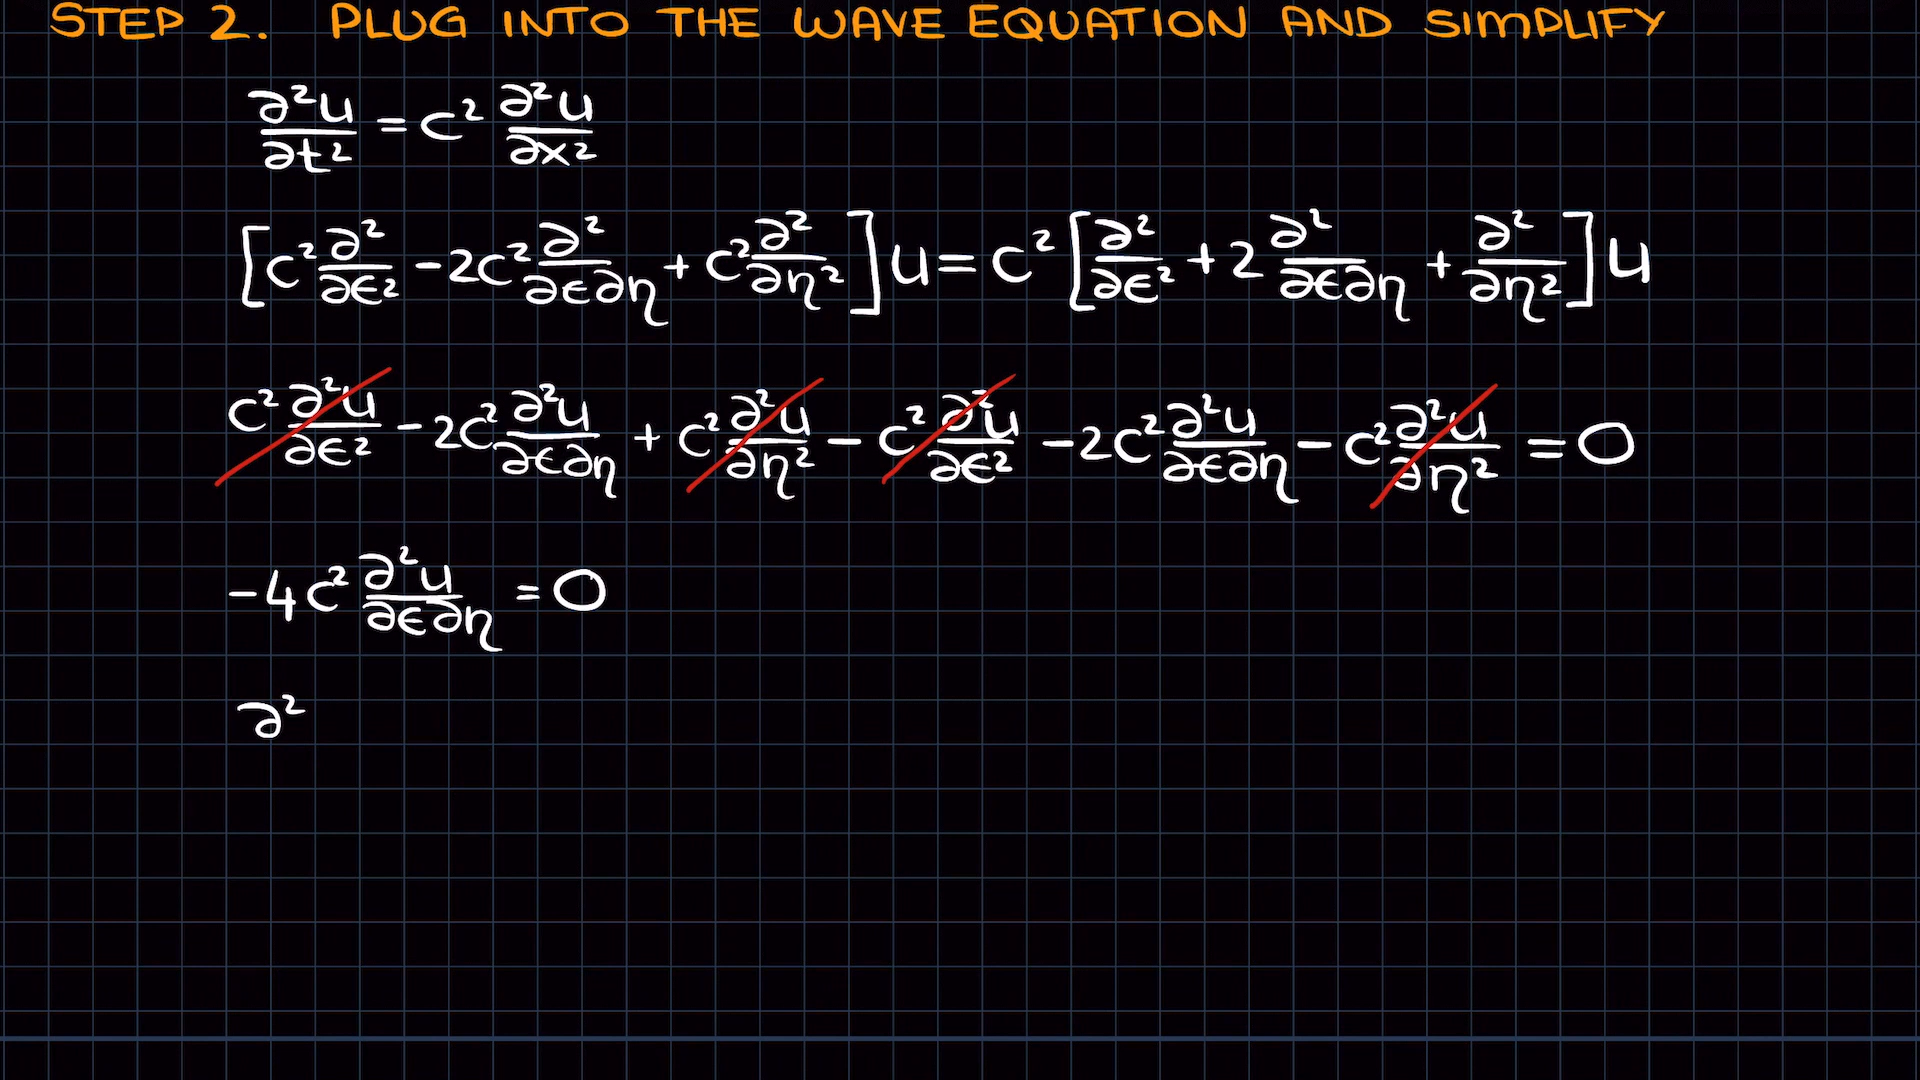 STEP 2. PLUG INTO THE WAVE EQUATION AND SIMPLIFY
∂²u/∂t² = c² ∂²u/∂x²
[c² ∂²/∂ϵ² - 2c² ∂²/∂ϵ∂η + c² ∂²/∂η²] u = c² [∂²/∂ϵ² + 2 ∂²/∂ϵ∂η + ∂²/∂η²] u
c² ∂²u/∂ϵ² - 2c² ∂²u/∂ϵ∂η + c² ∂²u/∂η² - c² ∂²u/∂ϵ² - 2c² ∂²u/∂ϵ∂η - c² ∂²u/∂η² = 0
-4c² ∂²u/∂ϵ∂η = 0
∂²